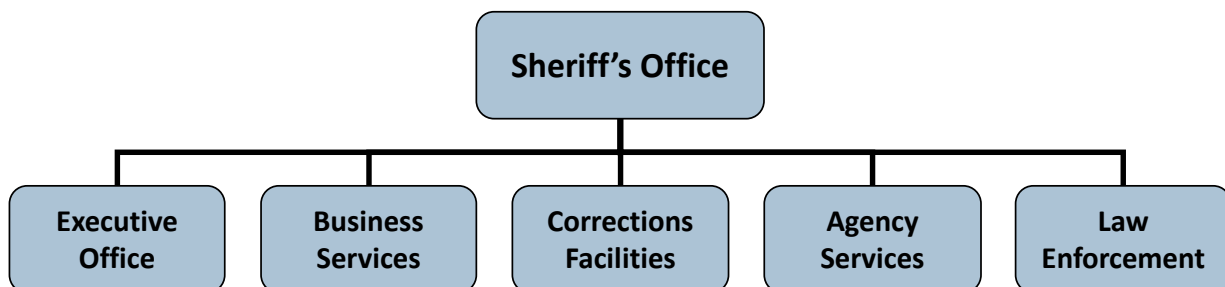 Sheriff’s Office
Executive
Office
Business
Services
Corrections
Facilities
Agency
Services
Law
Enforcement